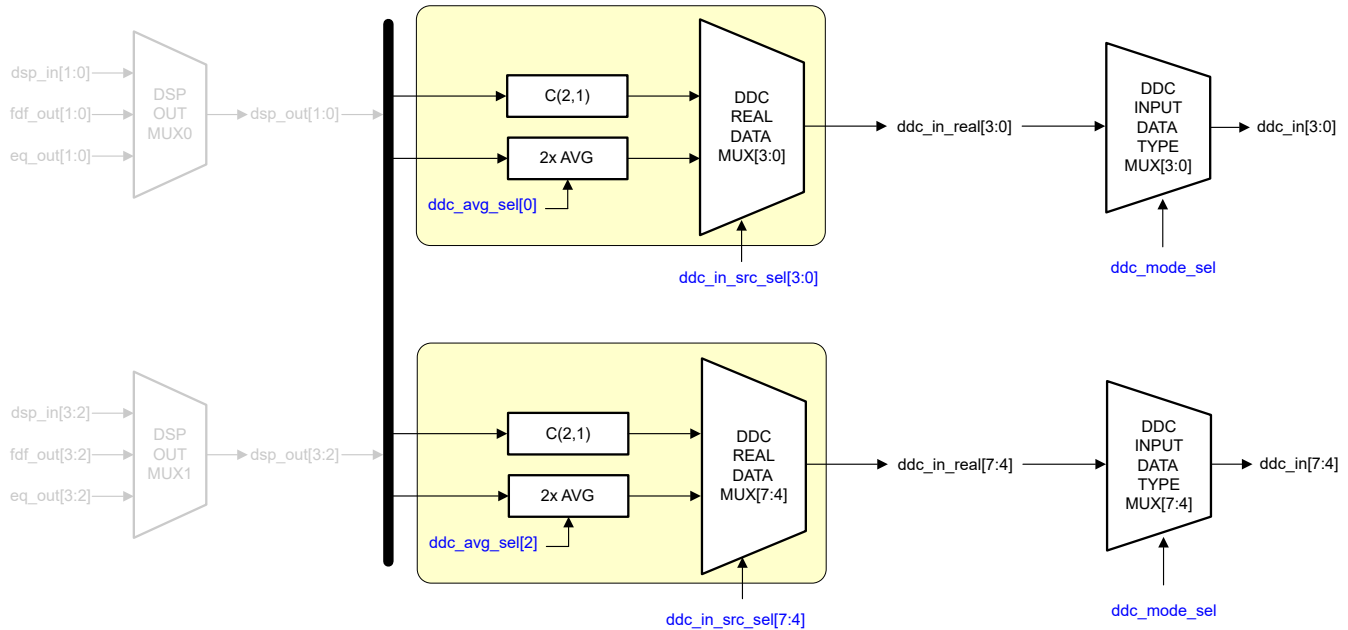 dsp_in[1:0]
fdf_out[1:0]
eq_out[1:0]
DSP
OUT
MUX0
dsp_out[1:0]
C(2,1)
2x AVG
ddc_avg_sel[0]
DDC
REAL
DATA
MUX[3:0]
ddc_in_src_sel[3:0]
ddc_in_real[3:0]
DDC
INPUT
DATA
TYPE
MUX[3:0]
ddc_mode_sel
ddc_in[3:0]
dsp_in[3:2]
fdf_out[3:2]
eq_out[3:2]
DSP
OUT
MUX1
dsp_out[3:2]
C(2,1)
2x AVG
ddc_avg_sel[2]
DDC
REAL
DATA
MUX[7:4]
ddc_in_src_sel[7:4]
ddc_in_real[7:4]
DDC
INPUT
DATA
TYPE
MUX[7:4]
ddc_mode_sel
ddc_in[7:4]